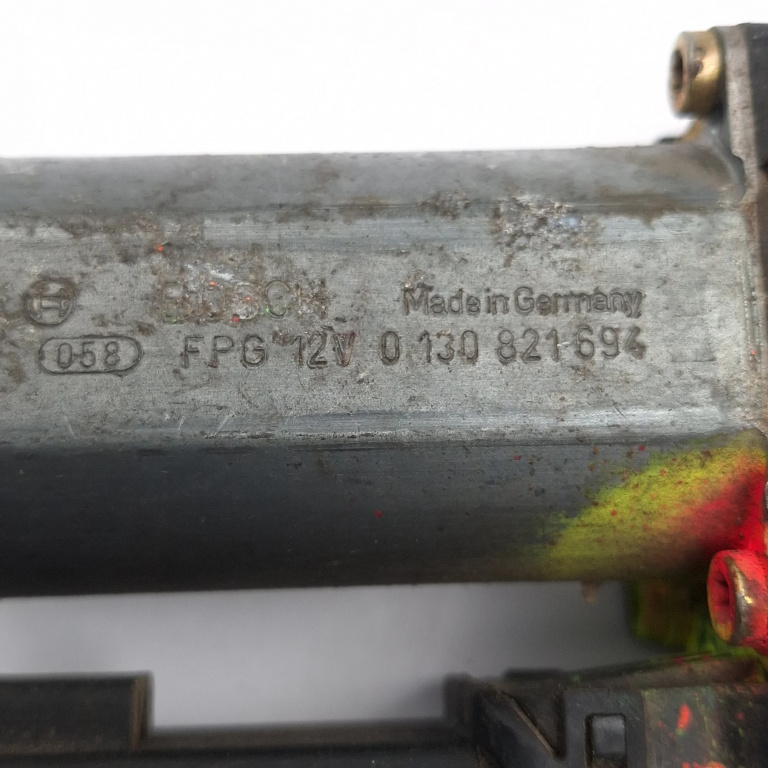 BOSCH Made in Germany
058 FPG 12V 0 130 821 694